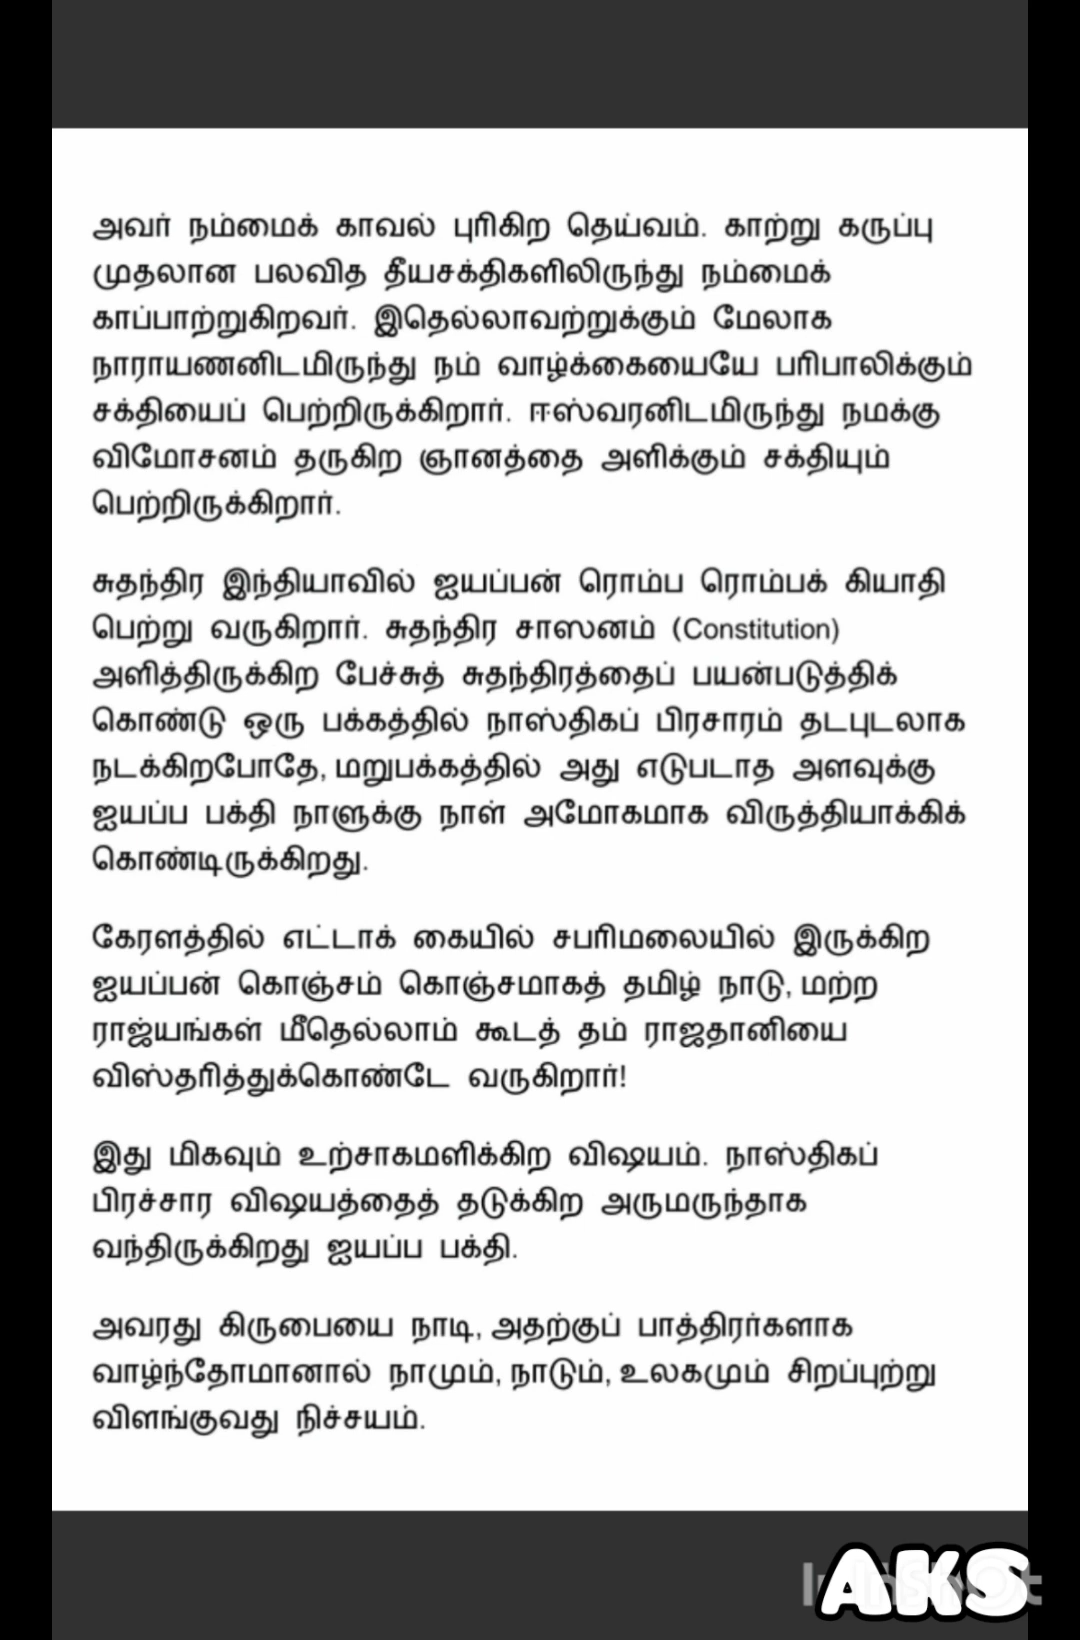 அவர் நம்மைக் காவல் புரிகிற தெய்வம். காற்று கருப்பு
முதலான பலவித தீயசக்திகளிலிருந்து நம்மைக்
காப்பாற்றுகிறவர். இதெல்லாவற்றுக்கும் மேலாக
நாராயணனிடமிருந்து நம் வாழ்க்கையையே பரிபாலிக்கும்
சக்தியைப் பெற்றிருக்கிறார். ஈஸ்வரனிடமிருந்து நமக்கு
விமோசனம் தருகிற ஞானத்தை அளிக்கும் சக்தியும்
பெற்றிருக்கிறார்.
சுதந்திர இந்தியாவில் ஐயப்பன் ரொம்ப ரொம்பக் கியாதி
பெற்று வருகிறார். சுதந்திர சாஸனம் (Constitution)
அளித்திருக்கிற பேச்சுத் சுதந்திரத்தைப் பயன்படுத்திக்
கொண்டு ஒரு பக்கத்தில் நாஸ்திகப் பிரசாரம் தடபுடலாக
நடக்கிறபோதே, மறுபக்கத்தில் அது எடுபடாத அளவுக்கு
ஐயப்ப பக்தி நாளுக்கு நாள் அமோகமாக விருத்தியாக்கிக்
கொண்டிருக்கிறது.
கேரளத்தில் எட்டாக் கையில் சபரிமலையில் இருக்கிற
ஐயப்பன் கொஞ்சம் கொஞ்சமாகத் தமிழ் நாடு, மற்ற
ராஜ்யங்கள் மீதெல்லாம் கூடத் தம் ராஜதானியை
விஸ்தரித்துக்கொண்டே வருகிறார்!
இது மிகவும் உற்சாகமளிக்கிற விஷயம். நாஸ்திகப்
பிரச்சார விஷயத்தைத் தடுக்கிற அருமருந்தாக
வந்திருக்கிறது ஐயப்ப பக்தி.
அவரது கிருபையை நாடி, அதற்குப் பாத்திரர்களாக
வாழ்ந்தோமானால் நாமும், நாடும், உலகமும் சிறப்புற்று
விளங்குவது நிச்சயம்.
AKS